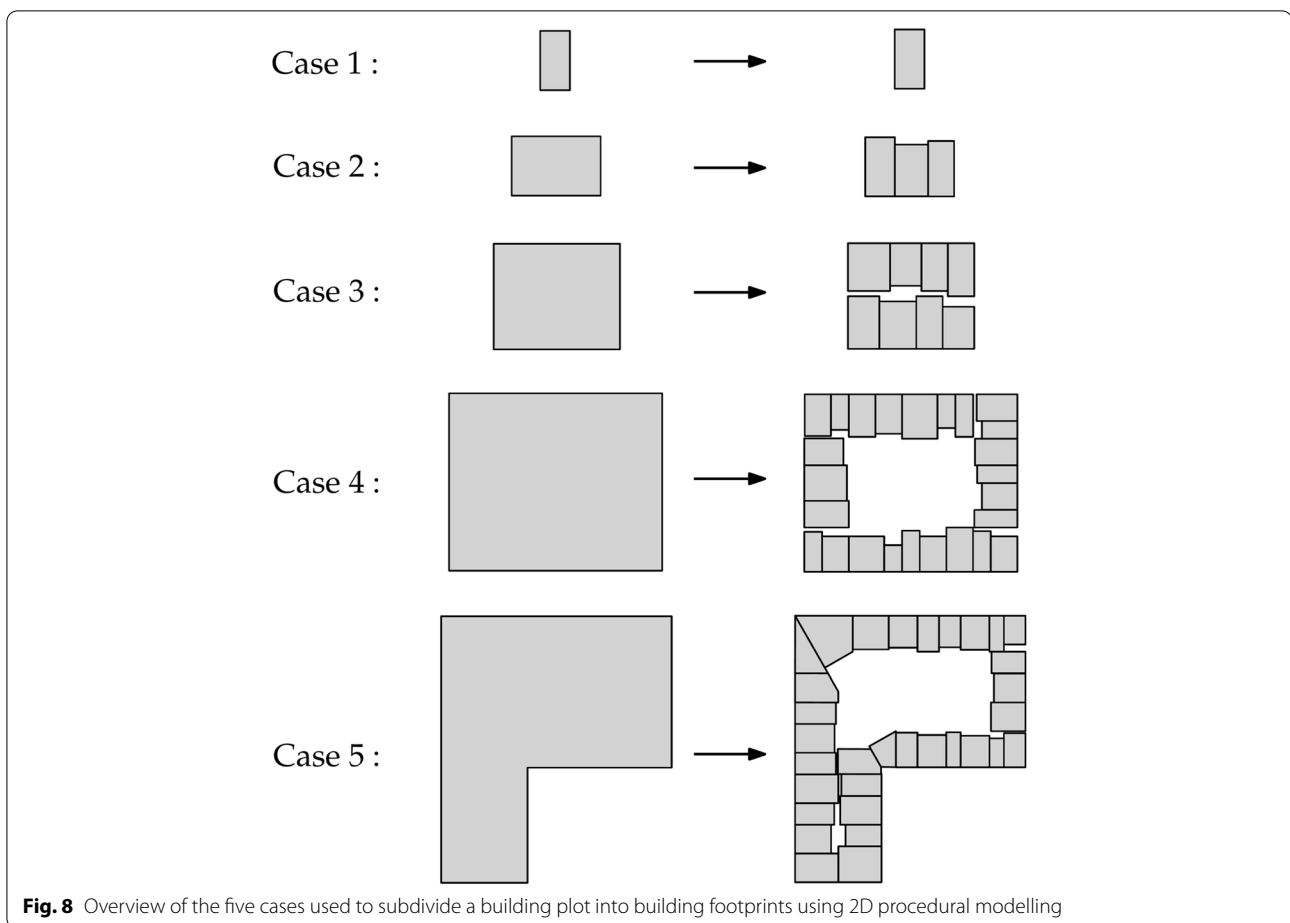 Case 1 :
Case 2 :
Case 3 :
Case 4 :
Case 5 :
Fig. 8 Overview of the five cases used to subdivide a building plot into building footprints using 2D procedural modelling